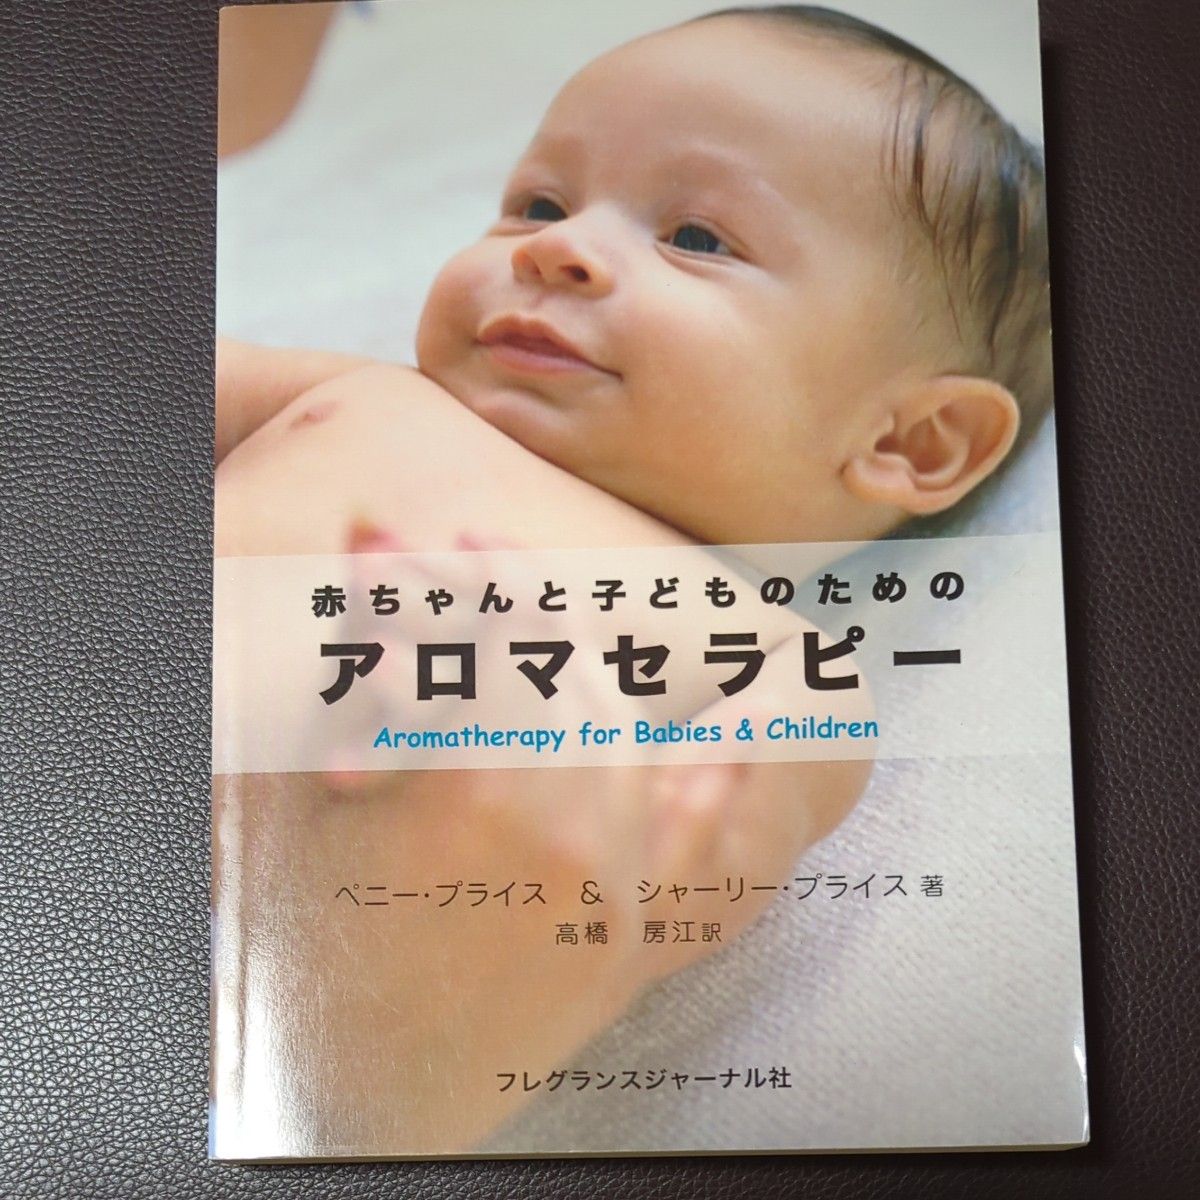 赤ちゃんと子どものための
アロマセラピー
Aromatherapy for Babies & Children
ペニー・プライス & シャーリー・プライス 著
高橋 房江訳
フレグランスジャーナル社